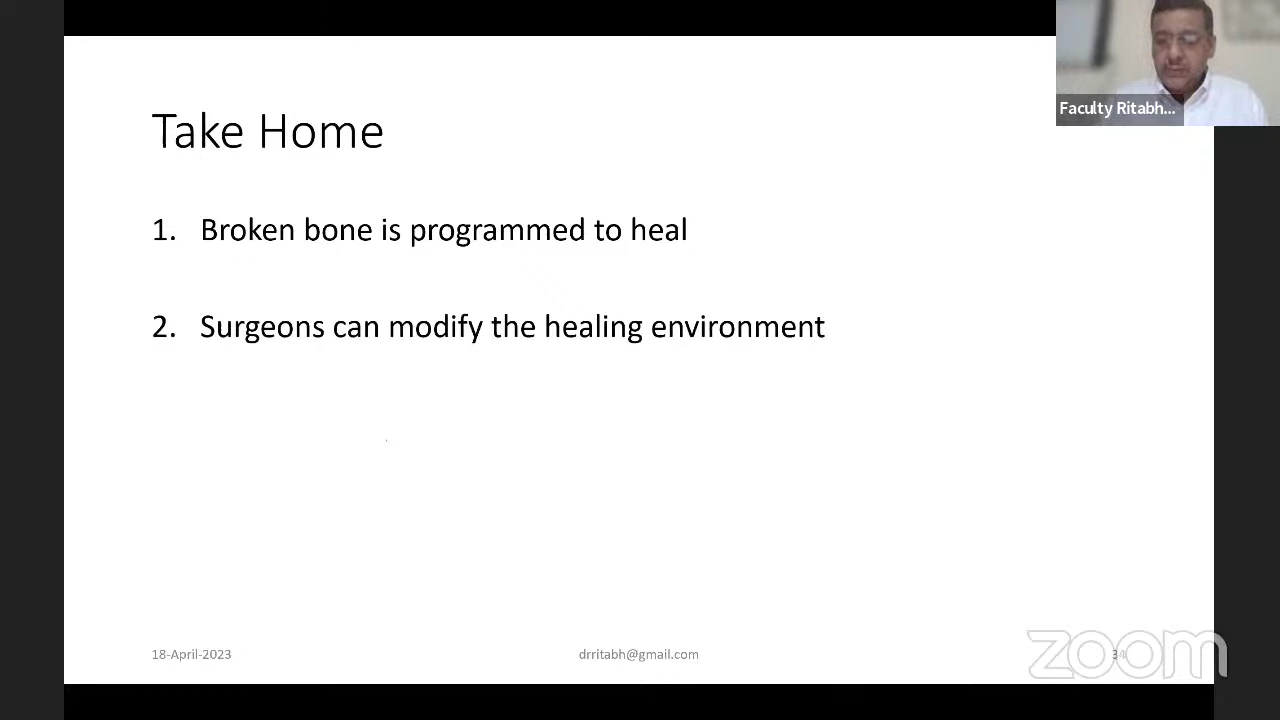 Faculty Ritabh...
Take Home
1. Broken bone is programmed to heal
2. Surgeons can modify the healing environment
18-April-2023
drritabh@gmail.com
34
zoom